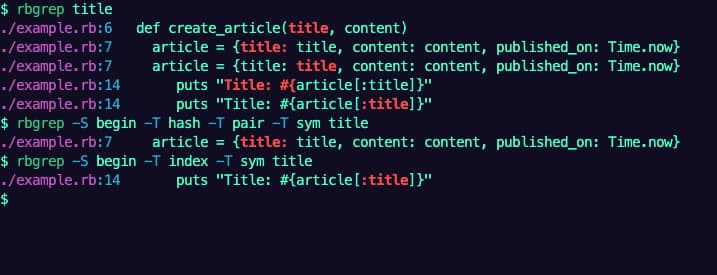 $ rbgrep title
./example.rb:6   def create_article(title, content)
./example.rb:7     article = {title: title, content: content, published_on: Time.now}
./example.rb:7     article = {title: title, content: content, published_on: Time.now}
./example.rb:14       puts "Title: #{article[:title]}"
./example.rb:14       puts "Title: #{article[:title]}"
$ rbgrep -S begin -T hash -T pair -T sym title
./example.rb:7     article = {title: title, content: content, published_on: Time.now}
$ rbgrep -S begin -T index -T sym title
./example.rb:14       puts "Title: #{article[:title]}"
$